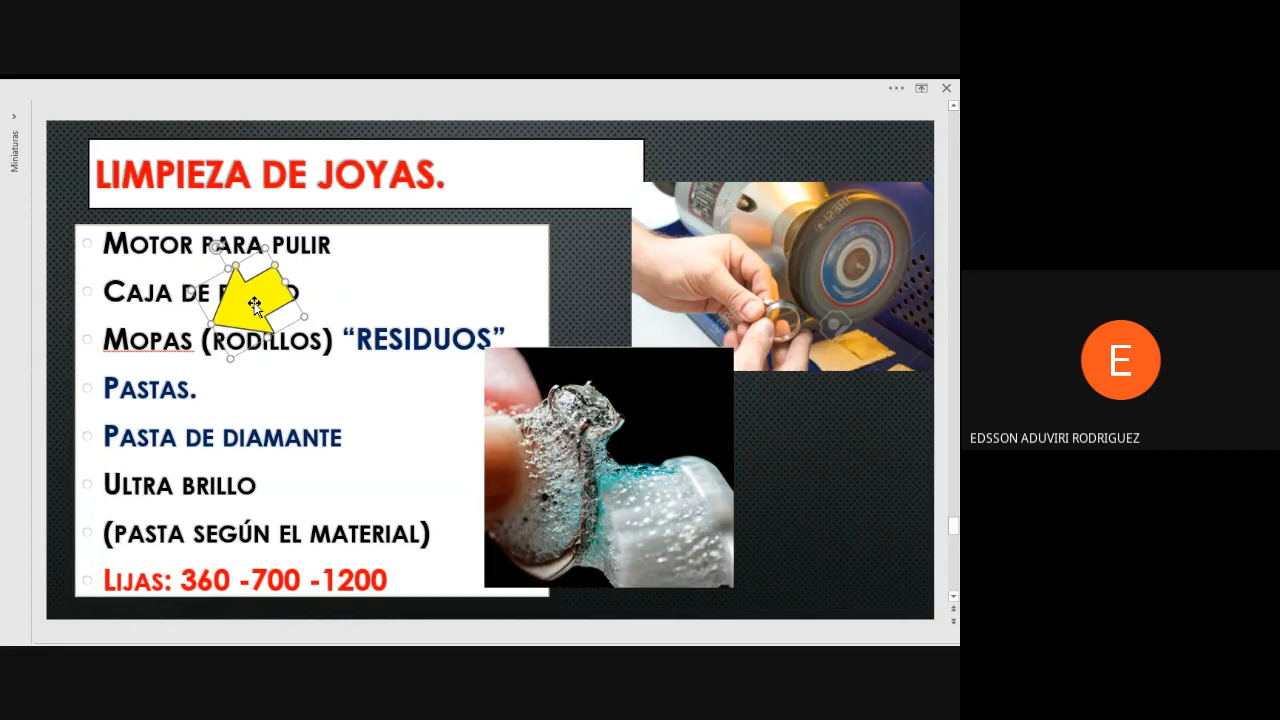 Miniaturas
LIMPIEZA DE JOYAS.
MOTOR PARA PULIR
CAJA DE
MOPAS (RODILLOS) “RESIDUOS”
PASTAS.
PASTA DE DIAMANTE
ULTRA BRILLO
(PASTA SEGÚN EL MATERIAL)
LIJAS: 360 -700 -1200
E
EDSSON ADUVIRI RODRIGUEZ